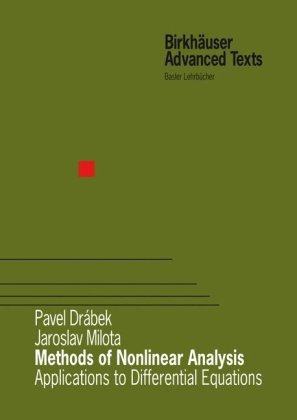 Birkhäuser
Advanced Texts
Basler Lehrbücher
Pavel Drábek
Jaroslav Milota
Methods of Nonlinear Analysis
Applications to Differential Equations